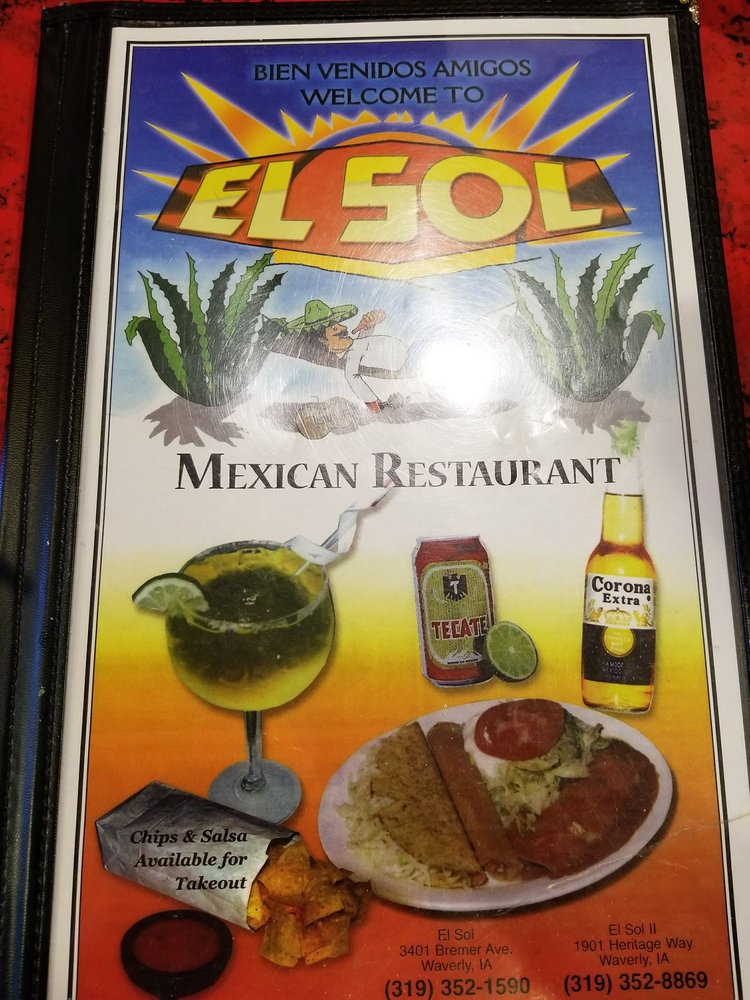 BIEN VENIDOS AMIGOS
WELCOME TO
EL SOL
MEXICAN RESTAURANT
T
TECATE
Corona
Extra
Chips & Salsa
Available for
Takeout
El Sol
3401 Bremer Ave.
Waverly, IA
(319) 352-1590
El Sol II
1901 Heritage Way
Waverly, IA
(319) 352-8869